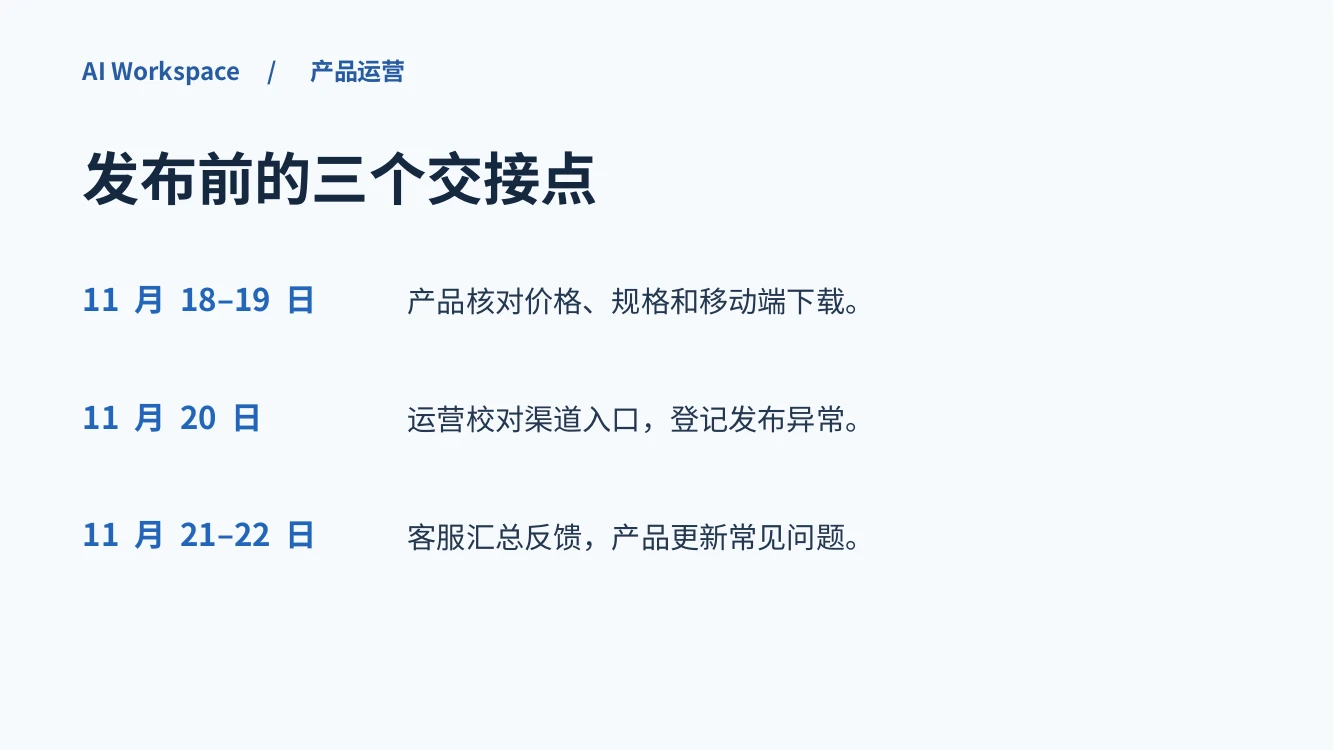 AI Workspace / 产品运营
发布前的三个交接点
11 月 18–19 日 产品核对价格、规格和移动端下载。
11 月 20 日 运营校对渠道入口，登记发布异常。
11 月 21–22 日 客服汇总反馈，产品更新常见问题。